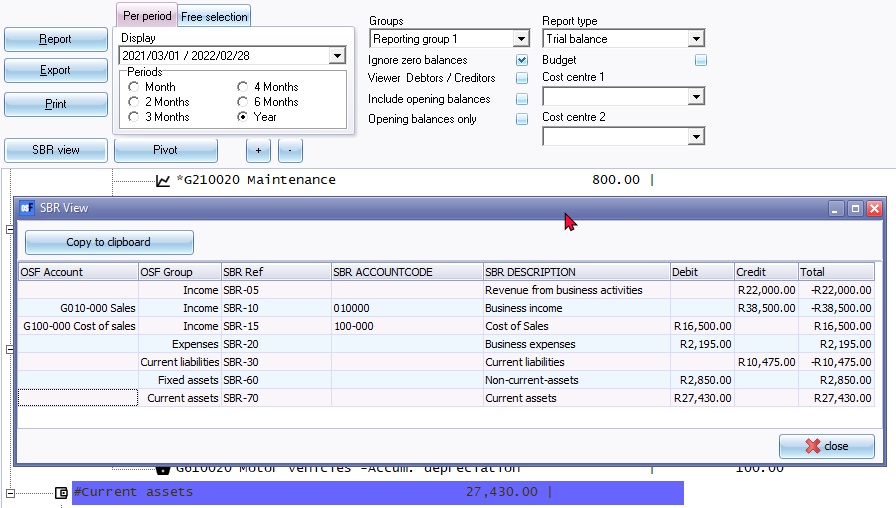 Per period Free selection
Report
Export
Print
SBR view
Display
2021/03/01 / 2022/02/28
Periods
Month 4 Months
2 Months 6 Months
3 Months Year
Pivot + -
Groups
Reporting group 1
Ignore zero balances
Viewer Debtors / Creditors
Include opening balances
Opening balances only
Report type
Trial balance
Budget
Cost centre 1
Cost centre 2
*G210020 Maintenance 800.00 |
SBR View
Copy to clipboard
OSF Account OSF Group SBR Ref SBR ACCOUNTCODE SBR DESCRIPTION Debit Credit Total
Income SBR-05 Revenue from business activities R22,000.00 -R22,000.00
G010-000 Sales Income SBR-10 010000 Business income R38,500.00 -R38,500.00
G100-000 Cost of sales Income SBR-15 100-000 Cost of Sales R16,500.00 R16,500.00
Expenses SBR-20 Business expenses R2,195.00 R2,195.00
Current liabilities SBR-30 Current liabilities R10,475.00 -R10,475.00
Fixed assets SBR-60 Non-current-assets R2,850.00 R2,850.00
Current assets SBR-70 Current assets R27,430.00 R27,430.00
close
G610020 Motor vehicles -Accum. depreciation | 100.00
#Current assets 27,430.00 |